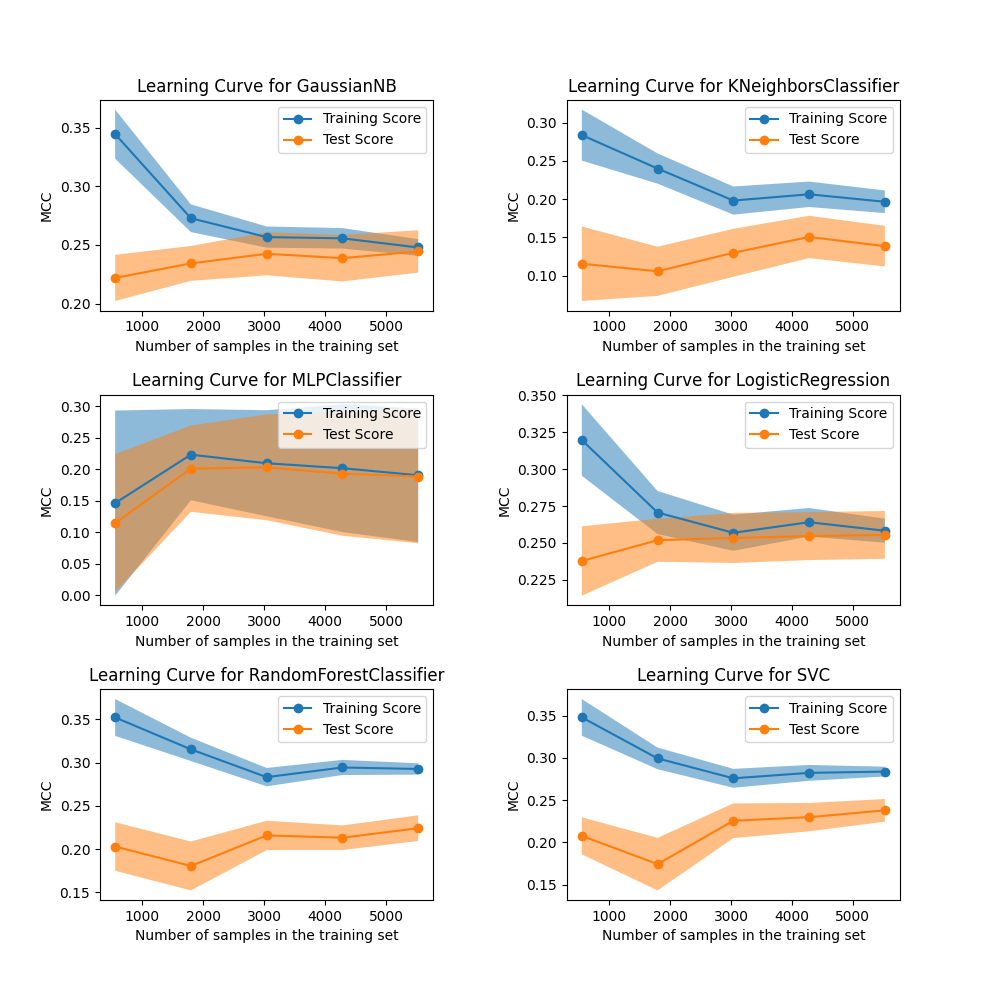 Learning Curve for GaussianNB
Training Score
Test Score
0.35
0.30
0.25
0.20
MCC
1000 2000 3000 4000 5000
Number of samples in the training set
Learning Curve for KNeighborsClassifier
Training Score
Test Score
0.30
0.25
0.20
0.15
0.10
MCC
1000 2000 3000 4000 5000
Number of samples in the training set
Learning Curve for MLPClassifier
Training Score
Test Score
0.30
0.25
0.20
0.15
0.10
0.05
0.00
MCC
1000 2000 3000 4000 5000
Number of samples in the training set
Learning Curve for LogisticRegression
Training Score
Test Score
0.350
0.325
0.300
0.275
0.250
0.225
MCC
1000 2000 3000 4000 5000
Number of samples in the training set
Learning Curve for RandomForestClassifier
Training Score
Test Score
0.35
0.30
0.25
0.20
0.15
MCC
1000 2000 3000 4000 5000
Number of samples in the training set
Learning Curve for SVC
Training Score
Test Score
0.35
0.30
0.25
0.20
0.15
MCC
1000 2000 3000 4000 5000
Number of samples in the training set